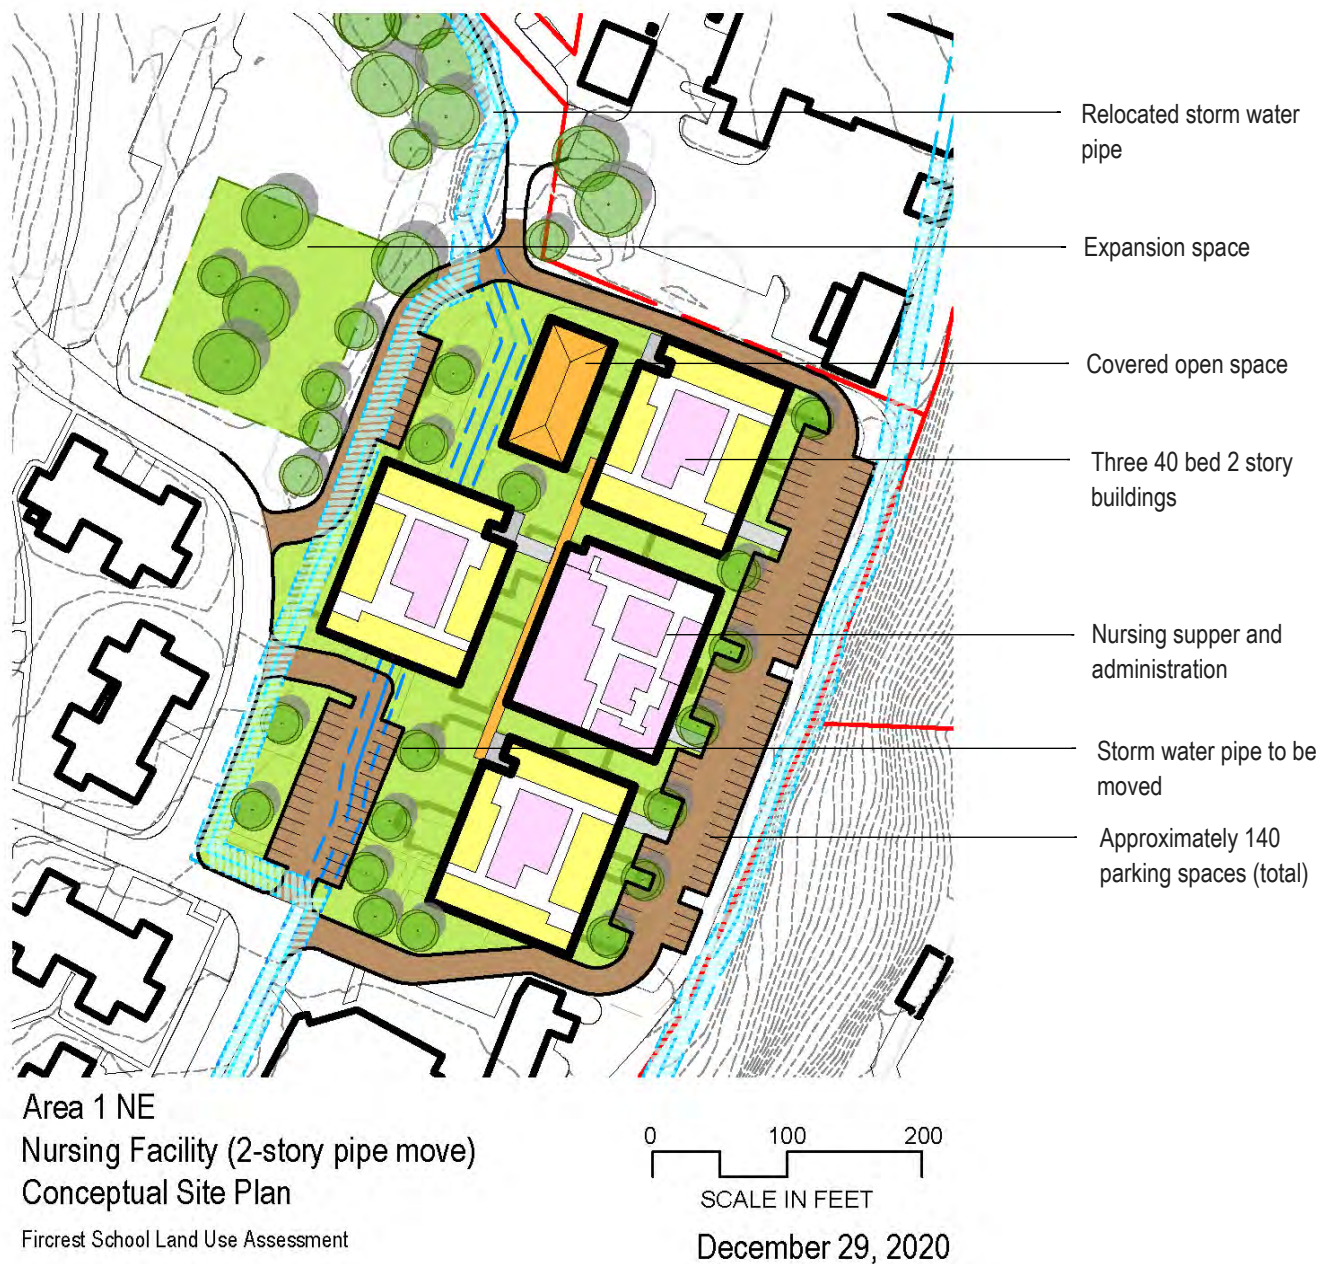 Relocated storm water
pipe
Expansion space
Covered open space
Three 40 bed 2 story
buildings
Nursing supper and
administration
Storm water pipe to be
moved
Approximately 140
parking spaces (total)
Area 1 NE
Nursing Facility (2-story pipe move)
Conceptual Site Plan
Fircrest School Land Use Assessment
0 100 200
SCALE IN FEET
December 29, 2020